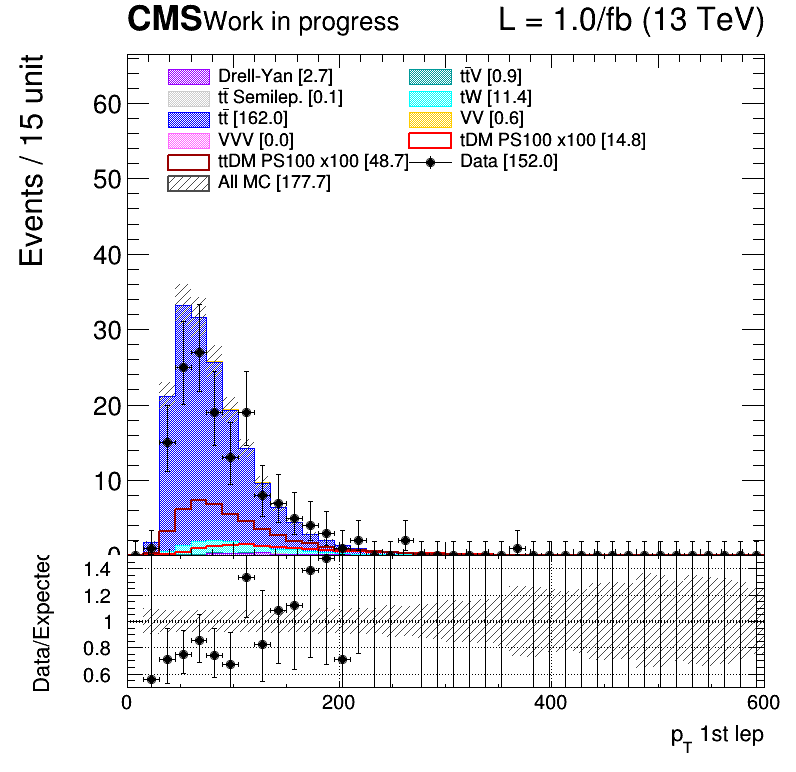 CMS Work in progress L = 1.0/fb (13 TeV)
Events / 15 unit
Drell-Yan [2.7] tt̄V [0.9]
tt̄ Semilep. [0.1] tW [11.4]
tt̄ [162.0] VV [0.6]
VVV [0.0] tDM PS100 x100 [14.8]
ttDM PS100 x100 [48.7] Data [152.0]
All MC [177.7]
60
50
40
30
20
10
0
Data/Expected
1.4
1.2
1
0.8
0.6
0 200 400 600
p_T 1st lep